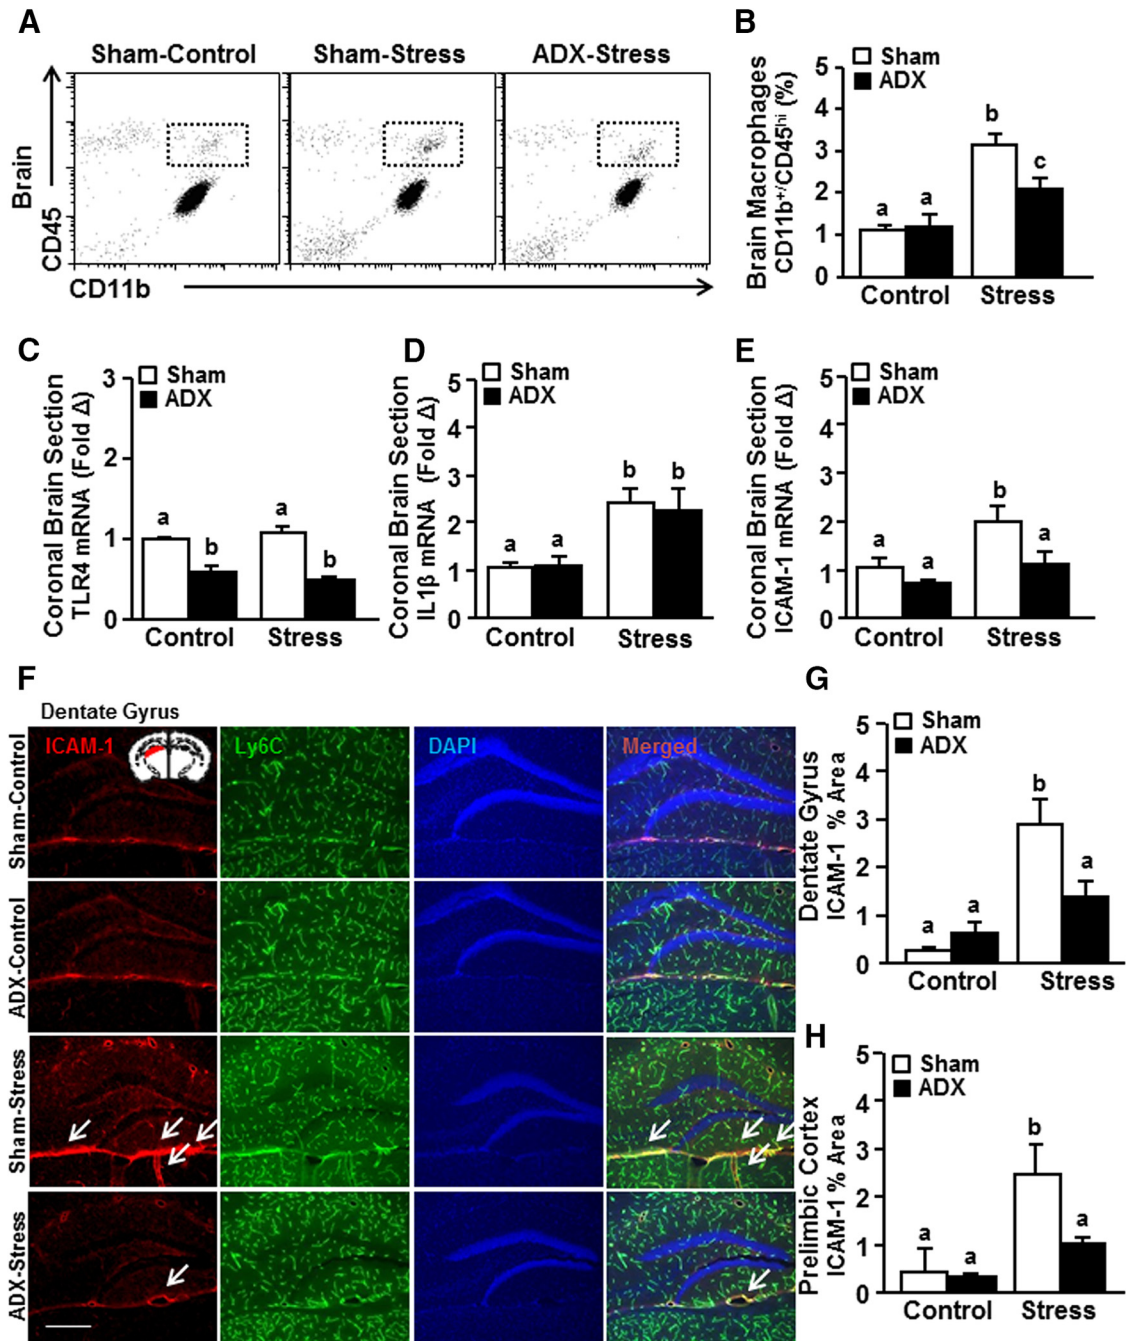 A
Sham-Control
Sham-Stress
ADX-Stress
Brain
CD45
CD11b
B
Sham
ADX
Brain Macrophages
CD11b+/CD45hi (%)
5
4
3
2
1
0
a
a
b
c
Control
Stress
C
Sham
ADX
Coronal Brain Section
TLR4 mRNA (Fold Δ)
3
2
1
0
a
b
a
b
Control
Stress
D
Sham
ADX
Coronal Brain Section
IL1β mRNA (Fold Δ)
5
4
3
2
1
0
a
a
b
b
Control
Stress
E
Sham
ADX
Coronal Brain Section
ICAM-1 mRNA (Fold Δ)
5
4
3
2
1
0
a
a
b
a
Control
Stress
F
Dentate Gyrus
ICAM-1
Ly6C
DAPI
Merged
Sham-Control
ADX-Control
Sham-Stress
ADX-Stress
G
Sham
ADX
Dentate Gyrus
ICAM-1 % Area
5
4
3
2
1
0
a
a
b
a
Control
Stress
H
Sham
ADX
Prelimbic Cortex
ICAM-1 % Area
5
4
3
2
1
0
a
a
b
a
Control
Stress